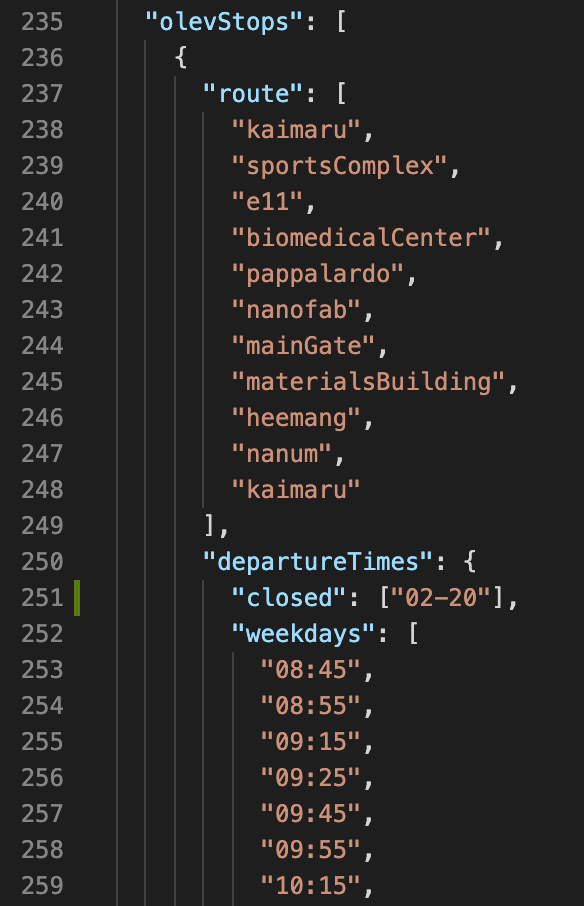 235 "olevStops": [
236 {
237 "route": [
238 "kaimaru",
239 "sportsComplex",
240 "e11",
241 "biomedicalCenter",
242 "pappalardo",
243 "nanofab",
244 "mainGate",
245 "materialsBuilding",
246 "heemang",
247 "nanum",
248 "kaimaru"
249 ],
250 "departureTimes": {
251 "closed": ["02-20"],
252 "weekdays": [
253 "08:45",
254 "08:55",
255 "09:15",
256 "09:25",
257 "09:45",
258 "09:55",
259 "10:15",